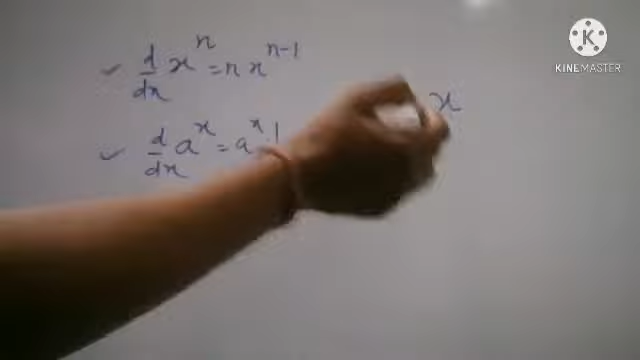 ✓ d/dx x^n = n x^{n-1}
x
✓ d/dx a^x = a^x.
K
KINEMASTER